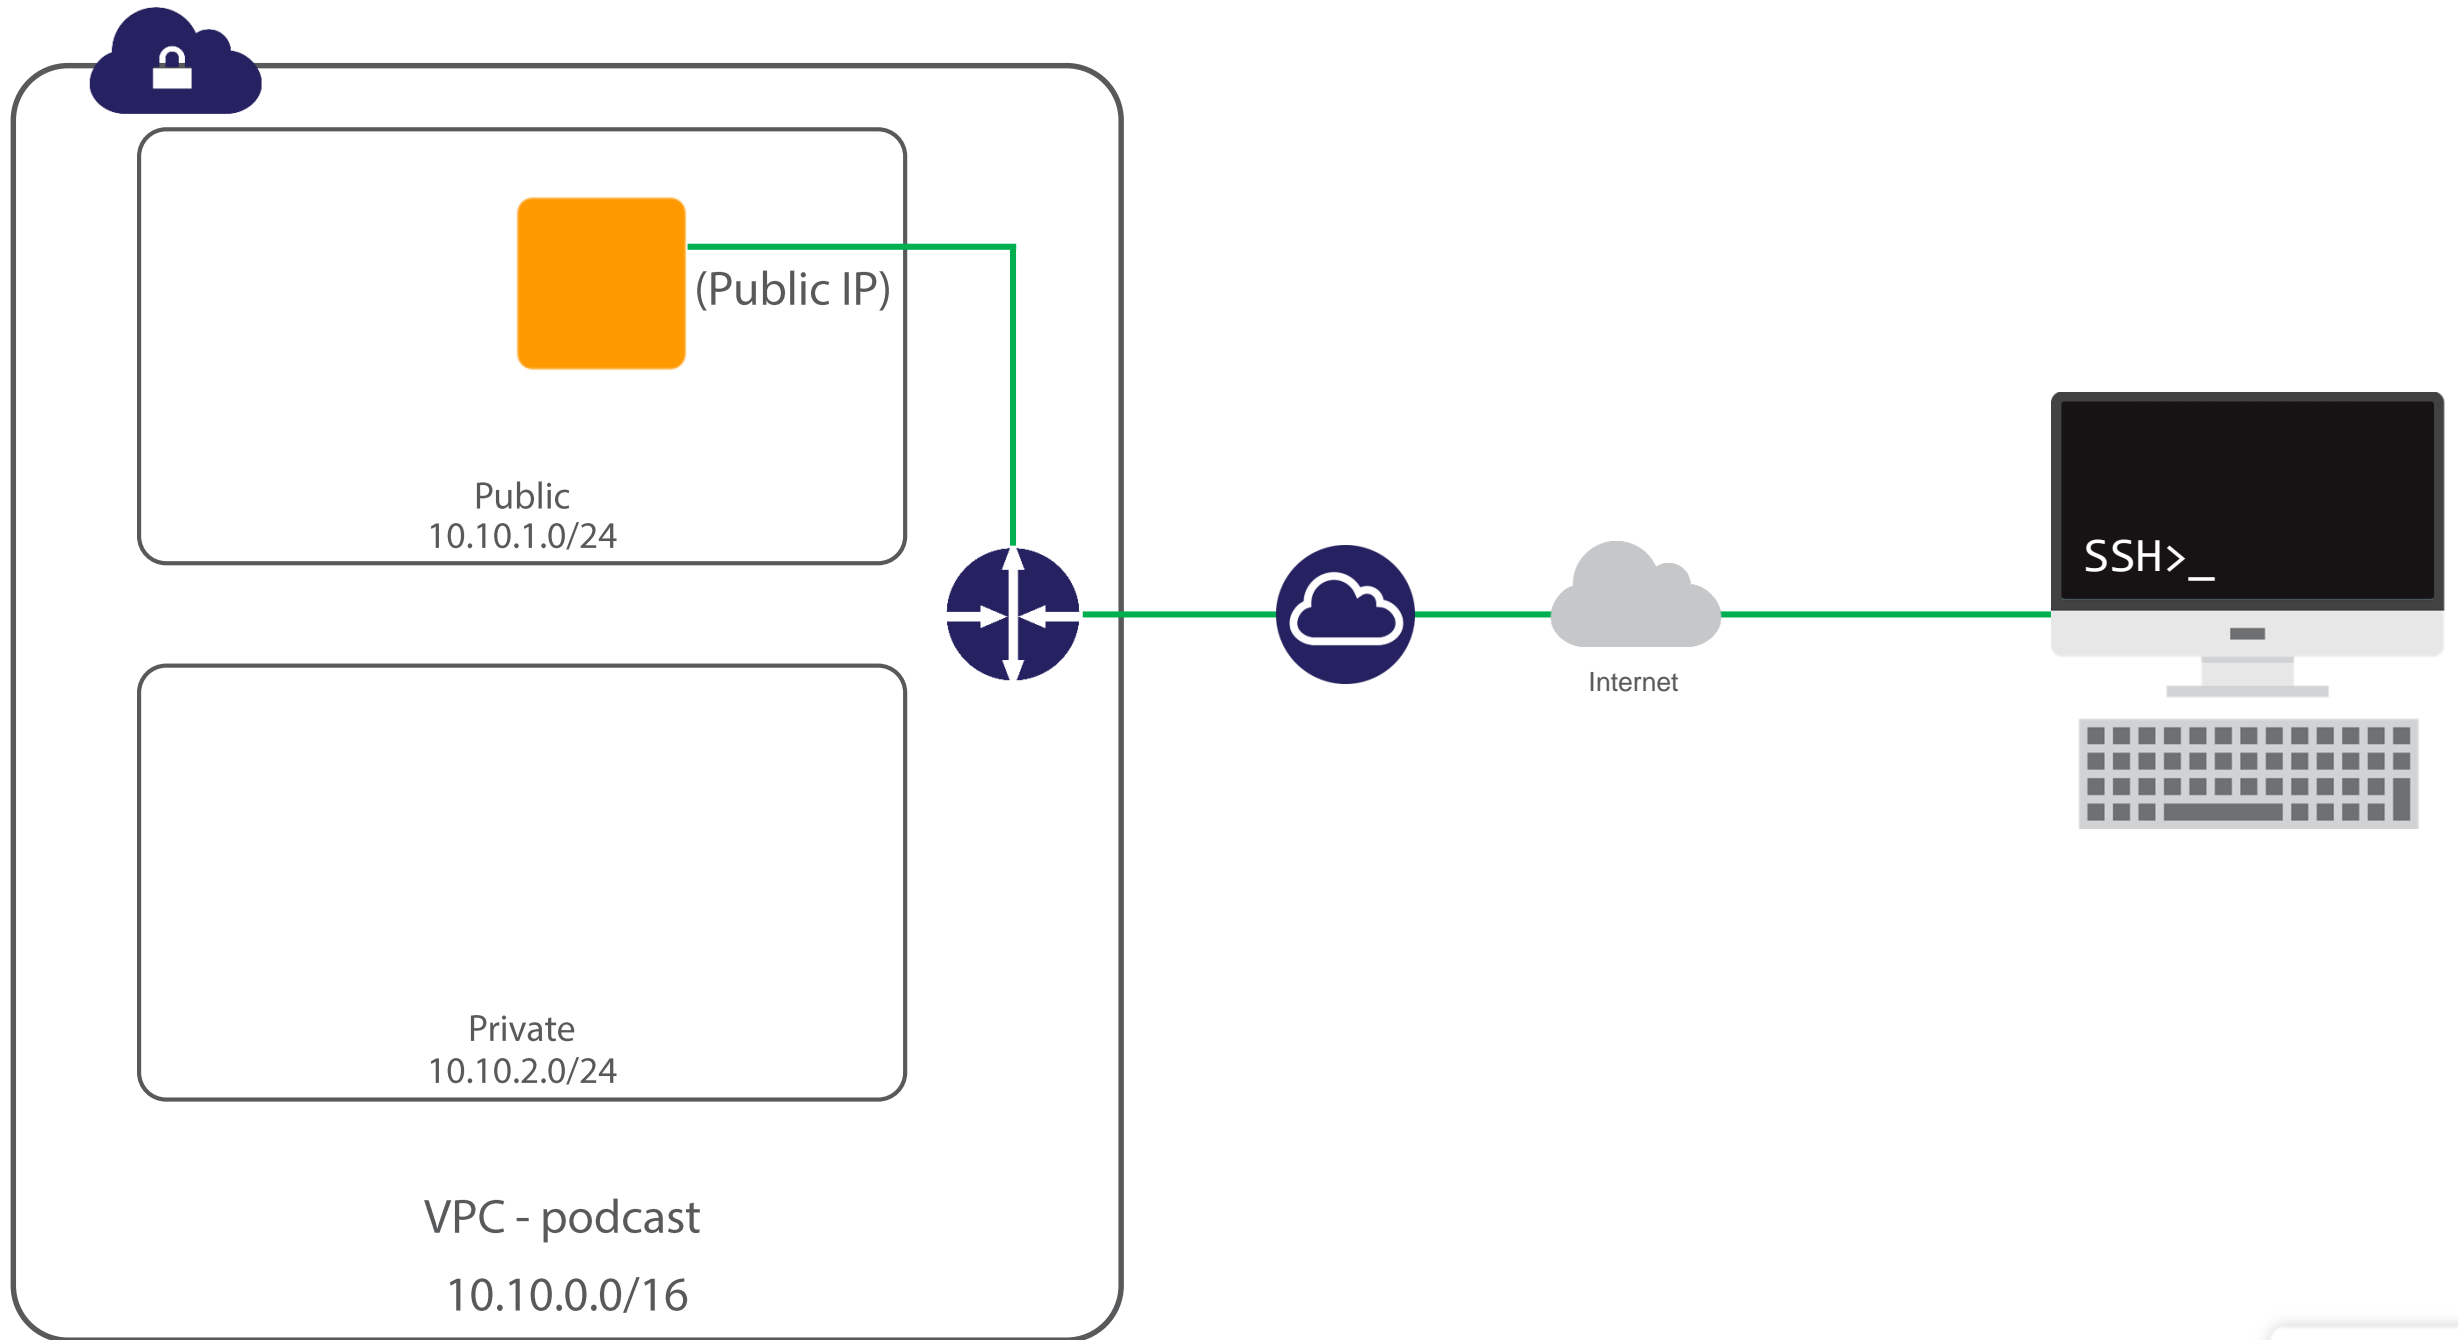 (Public IP)
Public
10.10.1.0/24
SSH>_
Internet
Private
10.10.2.0/24
VPC - podcast
10.10.0.0/16